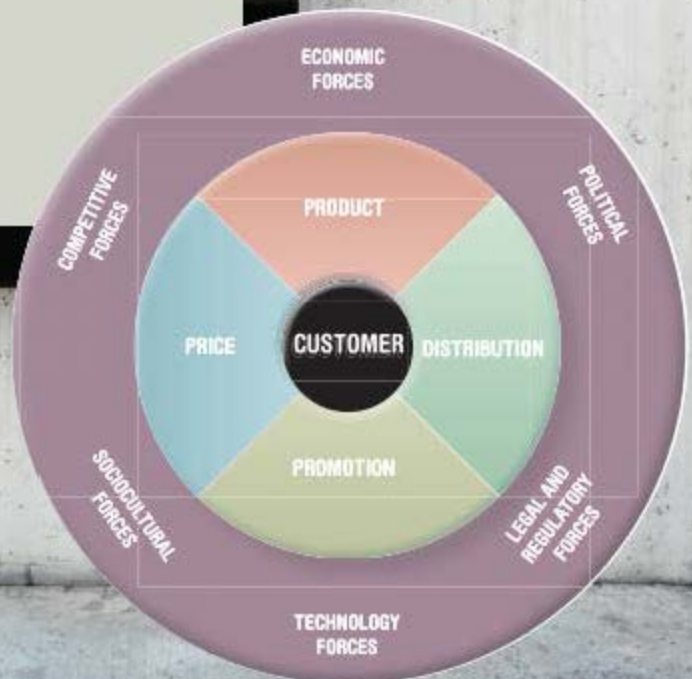 ECONOMIC
FORCES
COMPETITIVE
FORCES
POLITICAL
FORCES
PRODUCT
PRICE
CUSTOMER
DISTRIBUTION
PROMOTION
SOCIOCULTURAL
FORCES
LEGAL AND
REGULATORY
FORCES
TECHNOLOGY
FORCES